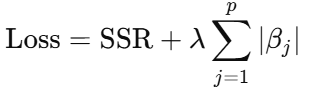 Loss = SSR + λ ∑_{j=1}^{p} |β_j|